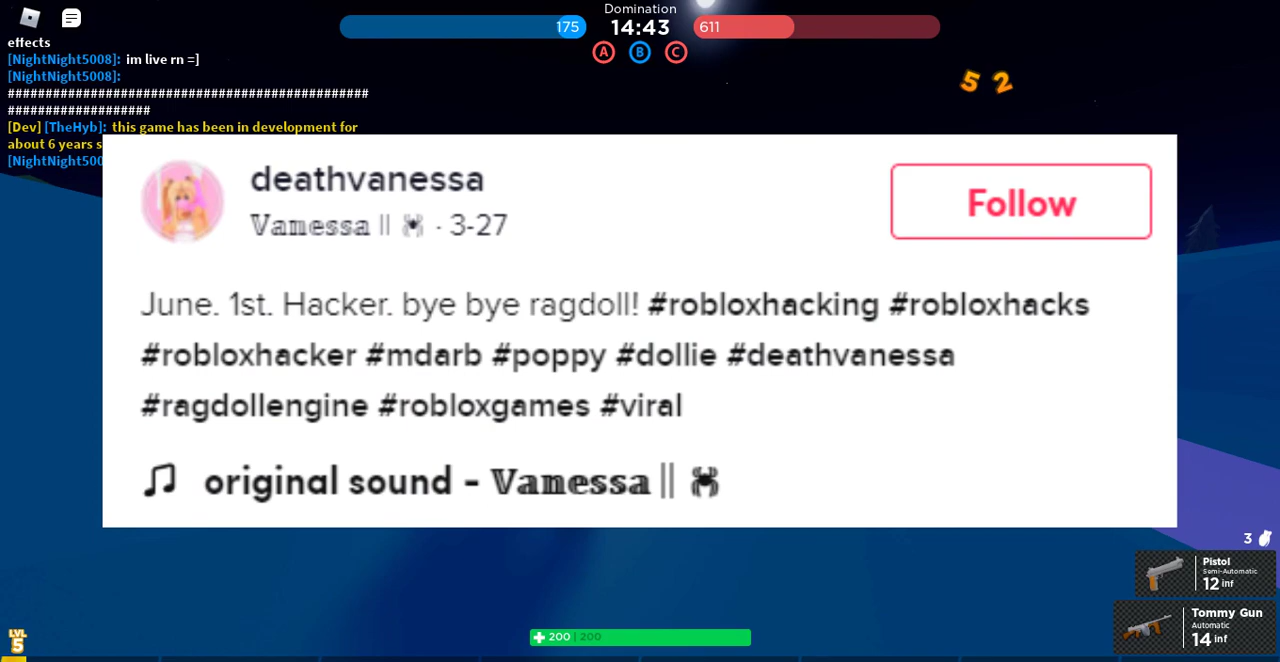 Domination
175 14:43 611
A B C
effects
[NightNight5008]: im live rn =]
[NightNight5008]:
################################################
###################
[Dev] [TheHyb]: this game has been in development for
about 6 years s
[NightNight500
5 2
deathvanessa
𝕍𝕒𝕟𝕖𝕤𝕤𝕒 || 🕷 · 3-27
Follow
June. 1st. Hacker. bye bye ragdoll! #robloxhacking #robloxhacks
#robloxhacker #mdarb #poppy #dollie #deathvanessa
#ragdollengine #robloxgames #viral
♫ original sound - 𝕍𝕒𝕟𝕖𝕤𝕤𝕒 || 🕷
3
Pistol
Semi-Automatic
12 inf
Tommy Gun
Automatic
14 inf
200 | 200
LVL
5